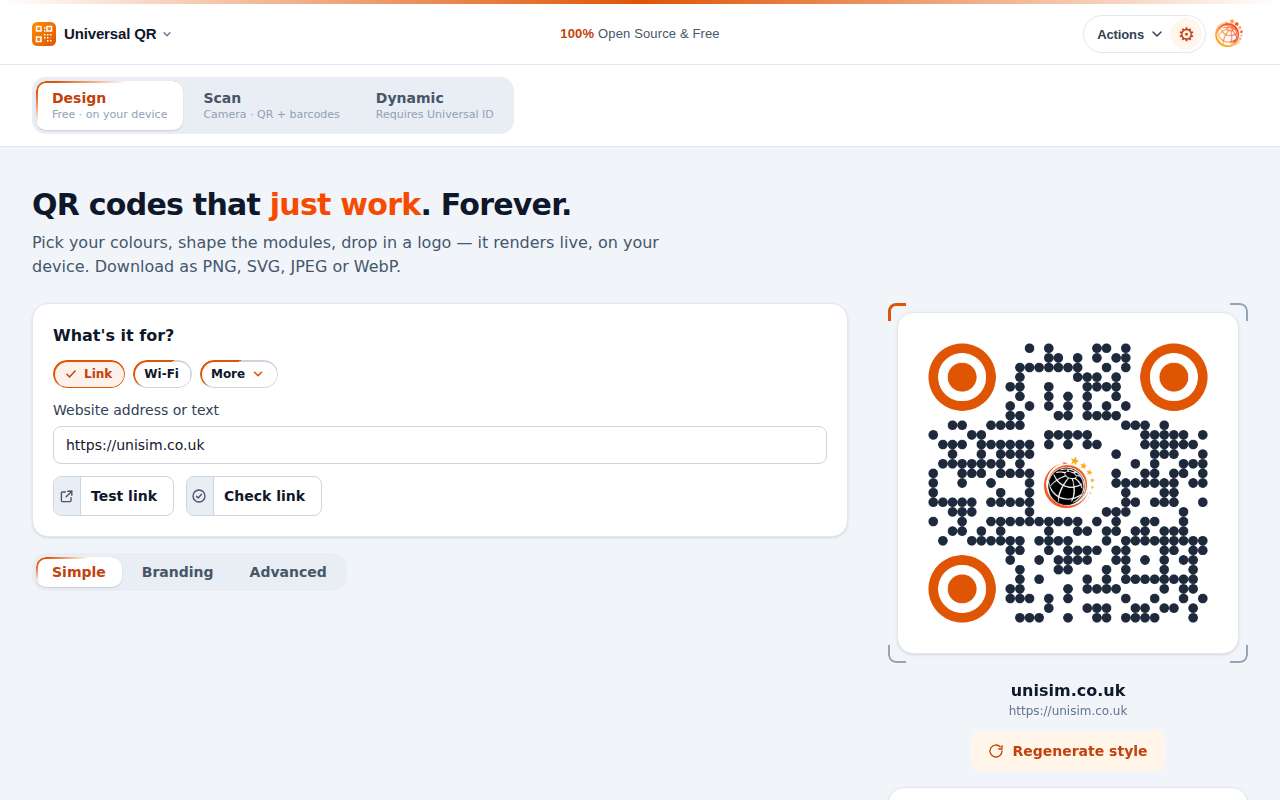 Universal QR
100% Open Source & Free
Actions
Design
Free · on your device
Scan
Camera · QR + barcodes
Dynamic
Requires Universal ID
QR codes that just work. Forever.
Pick your colours, shape the modules, drop in a logo — it renders live, on your
device. Download as PNG, SVG, JPEG or WebP.
What's it for?
Link
Wi-Fi
More
Website address or text
https://unisim.co.uk
Test link
Check link
Simple
Branding
Advanced
unisim.co.uk
https://unisim.co.uk
Regenerate style